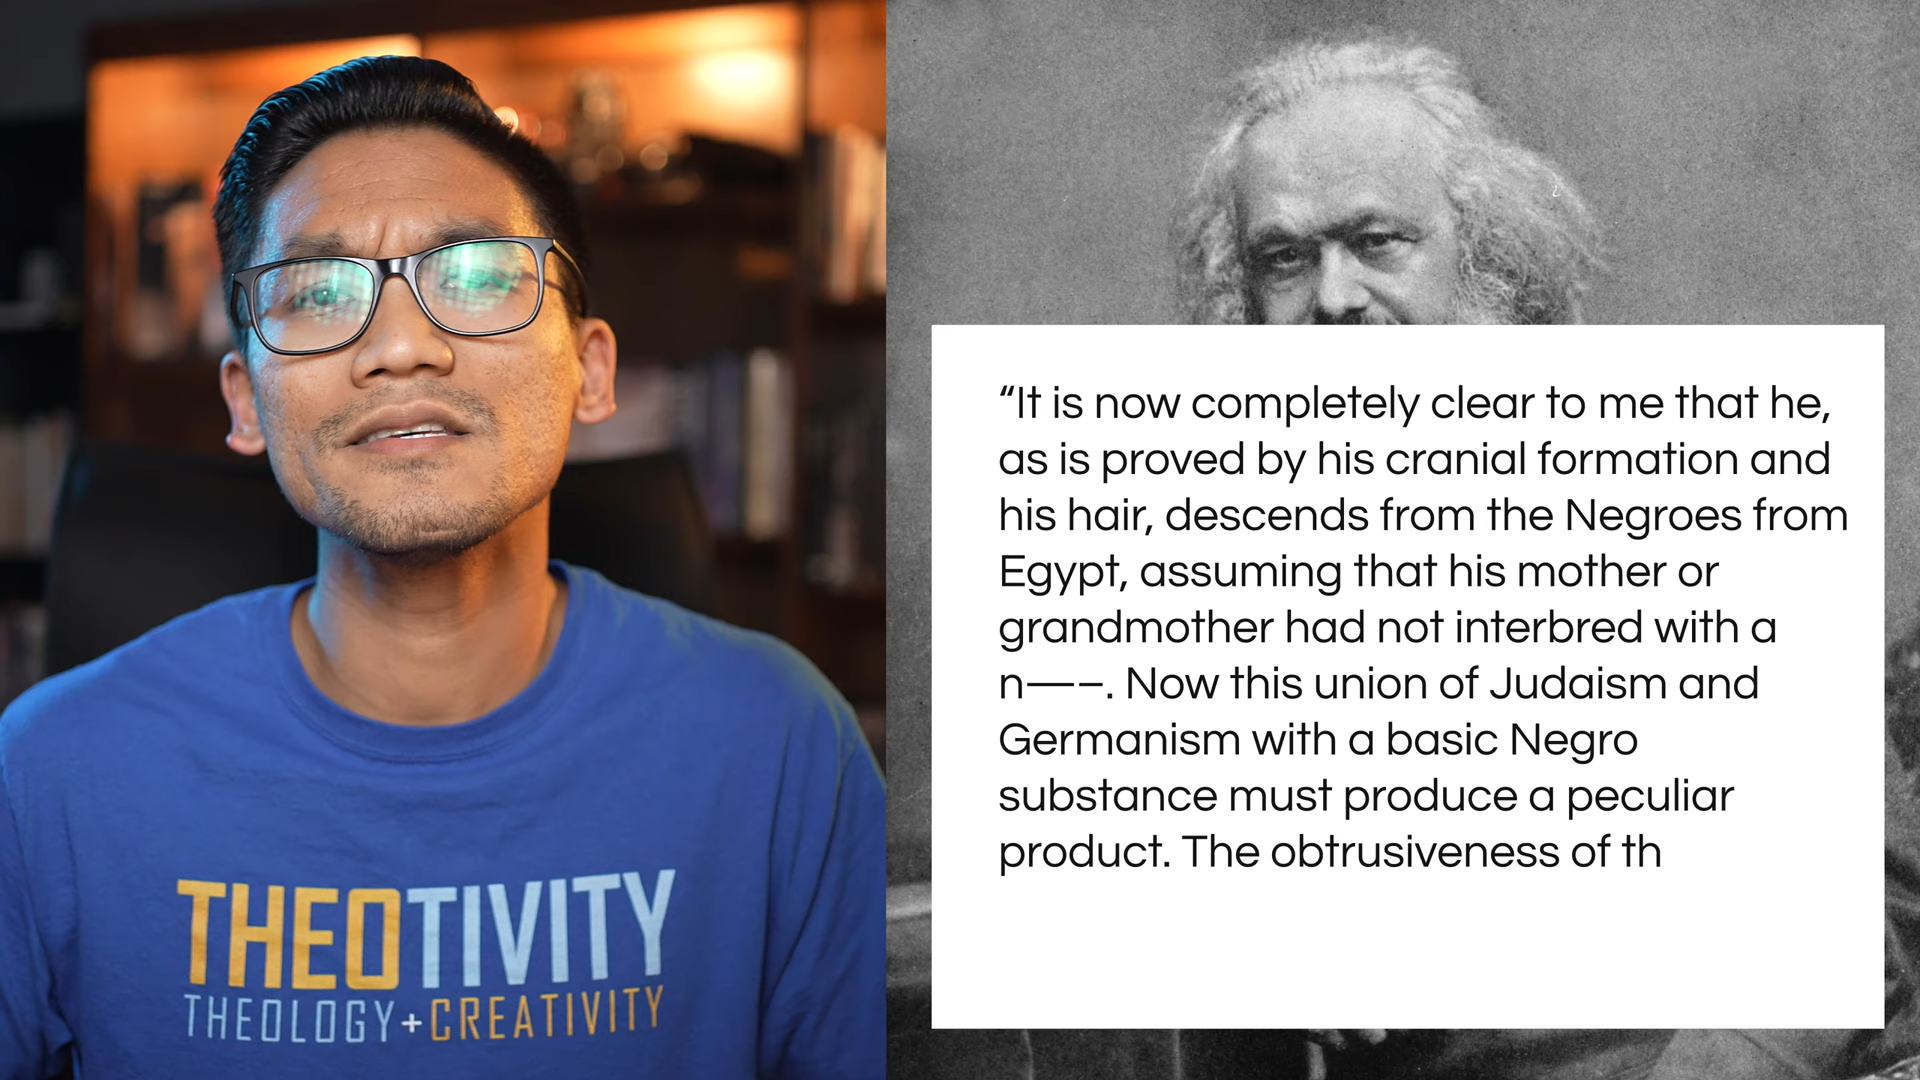 THEOTIVITY
THEOLOGY+CREATIVITY
“It is now completely clear to me that he,
as is proved by his cranial formation and
his hair, descends from the Negroes from
Egypt, assuming that his mother or
grandmother had not interbred with a
n—–. Now this union of Judaism and
Germanism with a basic Negro
substance must produce a peculiar
product. The obtrusiveness of th